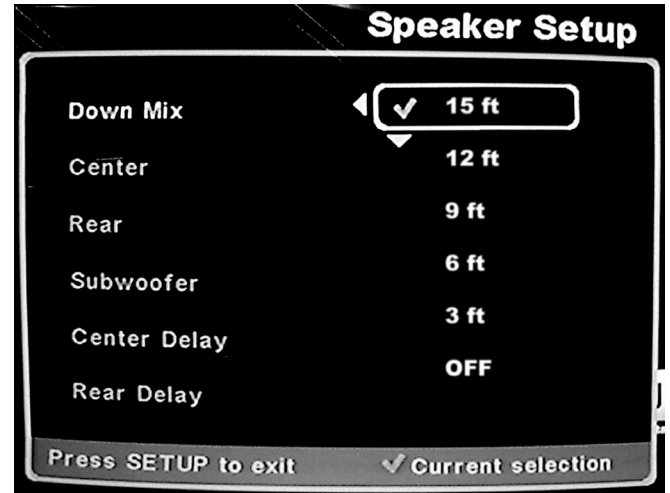 Speaker Setup
Down Mix
✓ 15 ft
Center
12 ft
Rear
9 ft
Subwoofer
6 ft
Center Delay
3 ft
Rear Delay
OFF
Press SETUP to exit
✓ Current selection